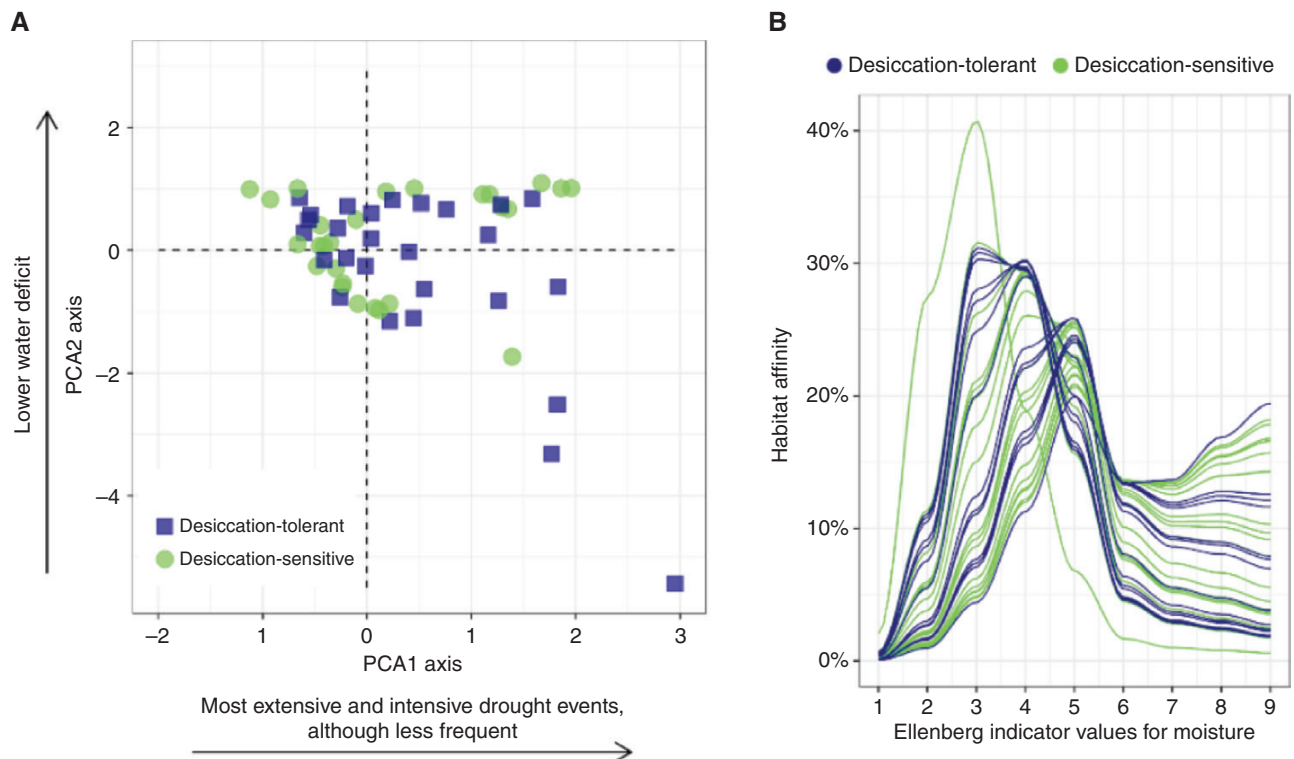 A
Lower water deficit
PCA2 axis
2
0
−2
−4
Desiccation-tolerant
Desiccation-sensitive
−2
1
0
1
2
3
PCA1 axis
Most extensive and intensive drought events,
although less frequent
B
Desiccation-tolerant Desiccation-sensitive
Habitat affinity
40%
30%
20%
10%
0%
1 2 3 4 5 6 7 8 9
Ellenberg indicator values for moisture